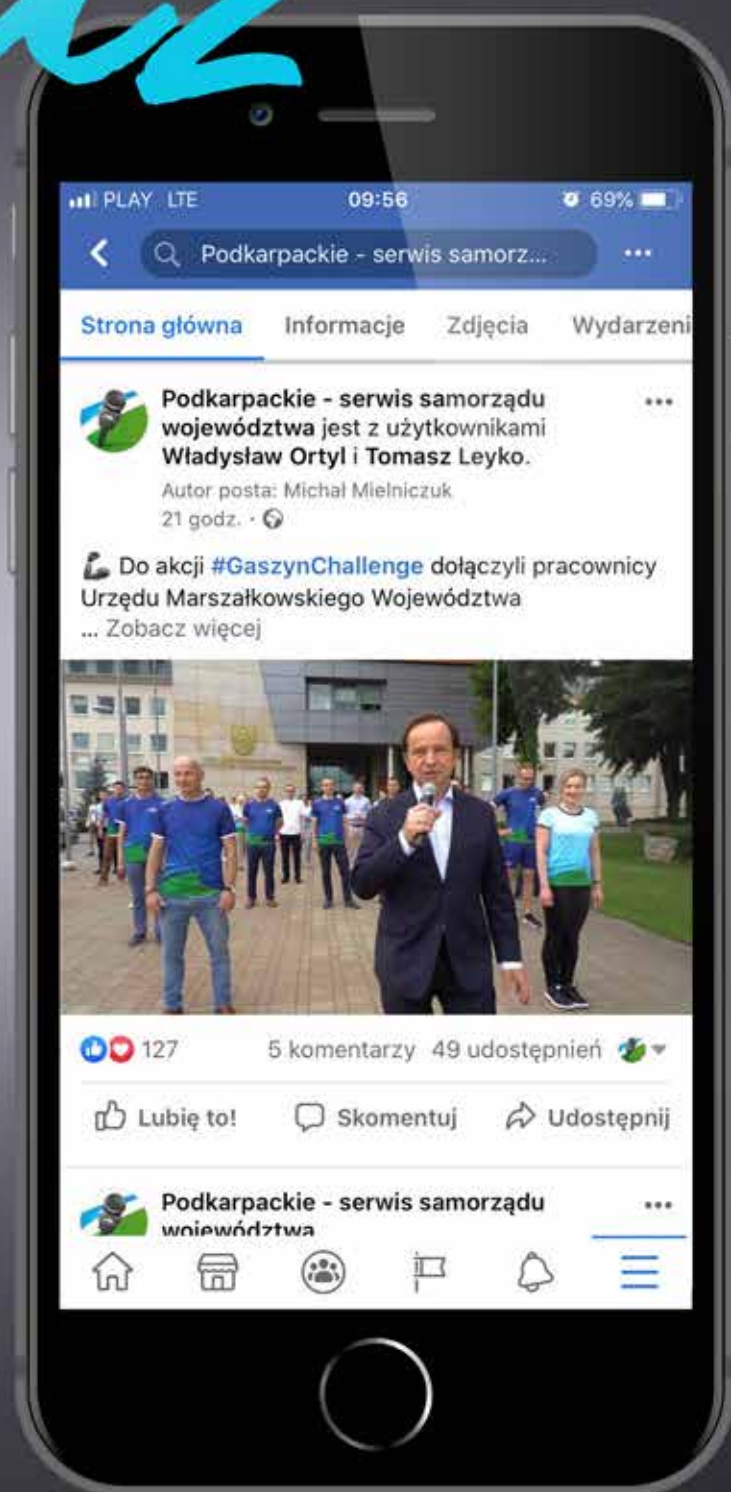 PLAY LTE 09:56 69%
Podkarpackie - serwis samorz...
Strona główna Informacje Zdjęcia Wydarzeni
Podkarpackie - serwis samorządu
województwa jest z użytkownikami
Władysław Ortyl i Tomasz Leyko.
Autor posta: Michał Mielniczuk
21 godz. ·
Do akcji #GaszynChallenge dołączyli pracownicy
Urzędu Marszałkowskiego Województwa
... Zobacz więcej
127 5 komentarzy 49 udostępnień
Lubię to! Skomentuj Udostępnij
Podkarpackie - serwis samorządu
województwa